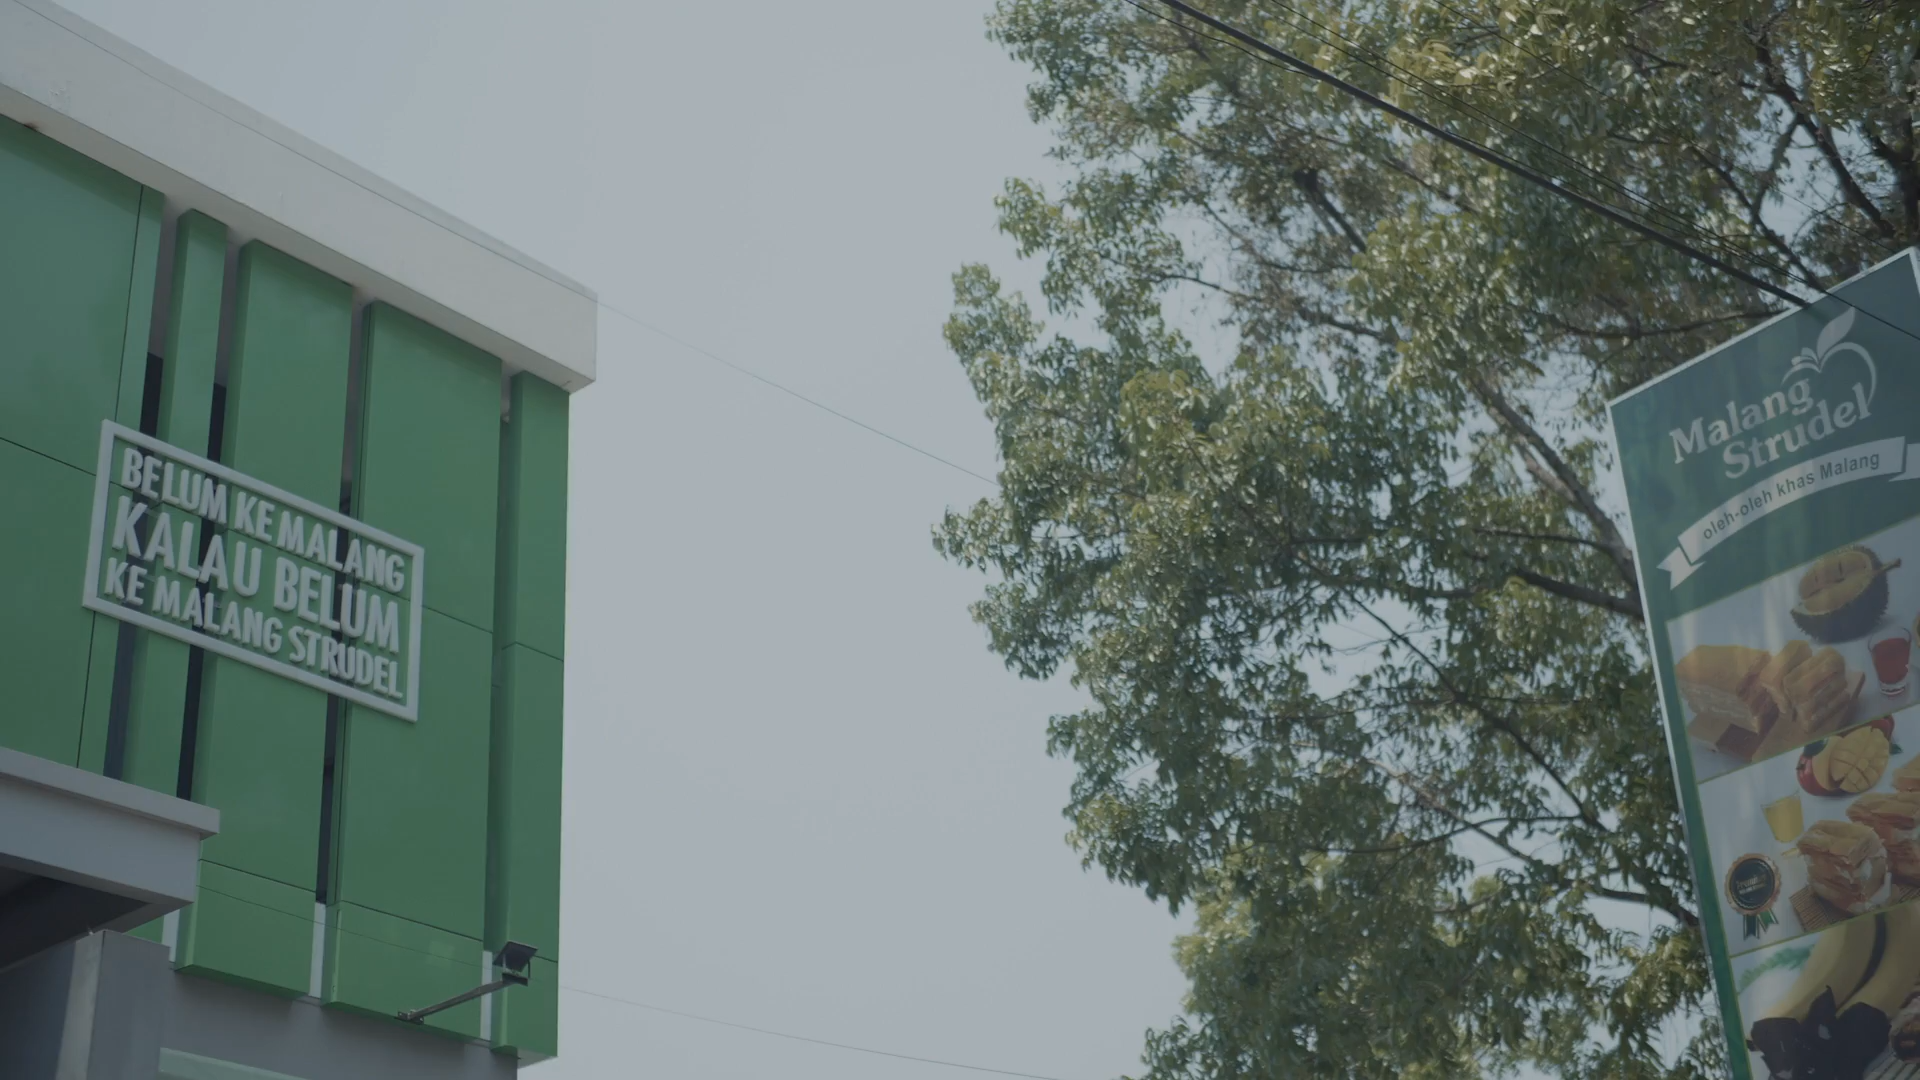 BELUM KE MALANG
KALAU BELUM
KE MALANG STRUDEL
Malang
Strudel
oleh-oleh khas Malang